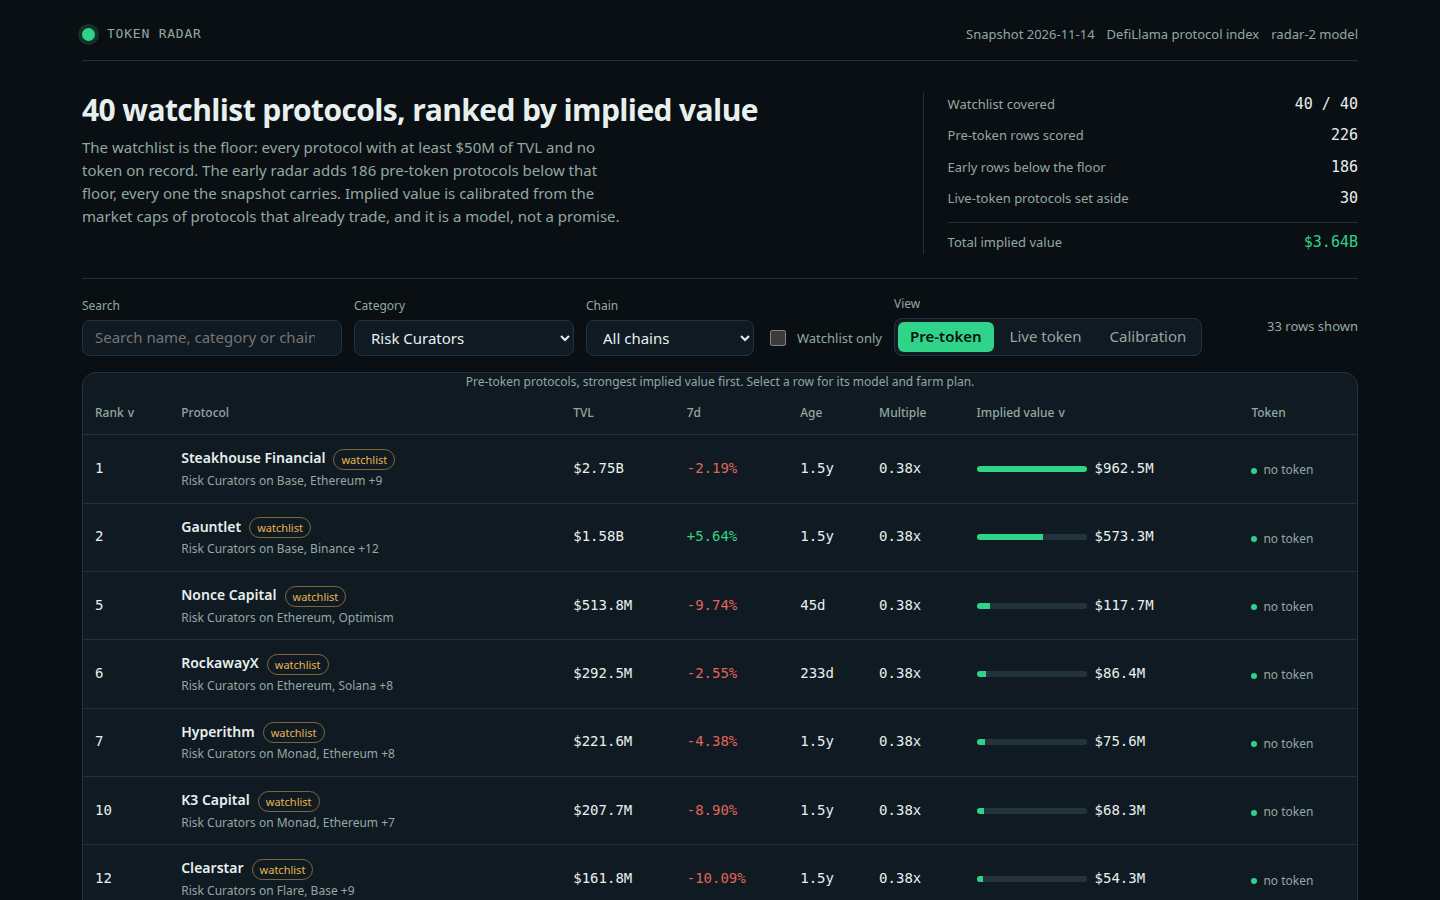 TOKEN RADAR
Snapshot 2026-11-14 DefiLlama protocol index radar-2 model
40 watchlist protocols, ranked by implied value
The watchlist is the floor: every protocol with at least $50M of TVL and no
token on record. The early radar adds 186 pre-token protocols below that
floor, every one the snapshot carries. Implied value is calibrated from the
market caps of protocols that already trade, and it is a model, not a promise.
Watchlist covered 40 / 40
Pre-token rows scored 226
Early rows below the floor 186
Live-token protocols set aside 30
Total implied value $3.64B
Search Category Chain View
Search name, category or chain Risk Curators All chains Watchlist only Pre-token Live token Calibration 33 rows shown
Pre-token protocols, strongest implied value first. Select a row for its model and farm plan.
Rank v Protocol TVL 7d Age Multiple Implied value v Token
1 Steakhouse Financial watchlist $2.75B -2.19% 1.5y 0.38x $962.5M no token
Risk Curators on Base, Ethereum +9
2 Gauntlet watchlist $1.58B +5.64% 1.5y 0.38x $573.3M no token
Risk Curators on Base, Binance +12
5 Nonce Capital watchlist $513.8M -9.74% 45d 0.38x $117.7M no token
Risk Curators on Ethereum, Optimism
6 RockawayX watchlist $292.5M -2.55% 233d 0.38x $86.4M no token
Risk Curators on Ethereum, Solana +8
7 Hyperithm watchlist $221.6M -4.38% 1.5y 0.38x $75.6M no token
Risk Curators on Monad, Ethereum +8
10 K3 Capital watchlist $207.7M -8.90% 1.5y 0.38x $68.3M no token
Risk Curators on Monad, Ethereum +7
12 Clearstar watchlist $161.8M -10.09% 1.5y 0.38x $54.3M no token
Risk Curators on Flare, Base +9